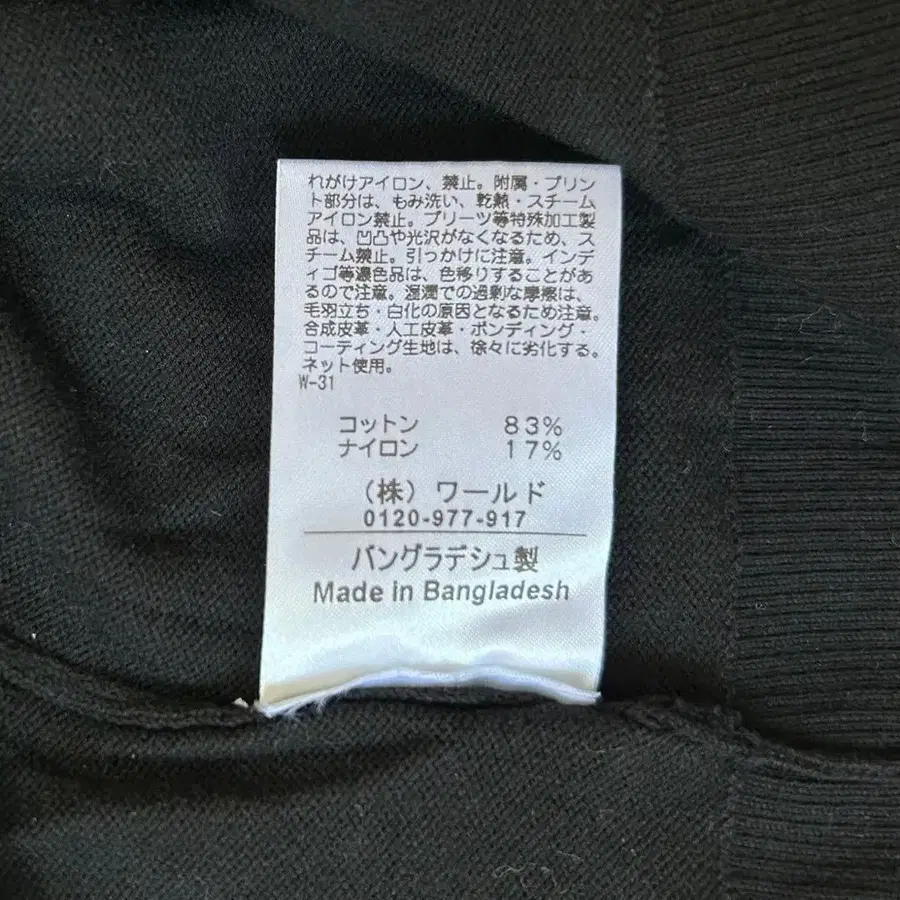 れがけアイロン、禁止。附属・プリン
ト部分は、もみ洗い、乾熱・スチーム
アイロン禁止。プリーツ等特殊加工製
品は、凹凸や光沢がなくなるため、ス
チーム禁止。引っかけに注意。インデ
ィゴ等濃色品は、色移りすることがあ
るので注意。湿潤での過剰な摩擦は、
毛羽立ち・白化の原因となるため注意。
合成皮革・人工皮革・ボンディング・
コーティング生地は、徐々に劣化する。
ネット使用。
W-31
コットン 83%
ナイロン 17%
（株）ワールド
0120-977-917
バングラデシュ製
Made in Bangladesh